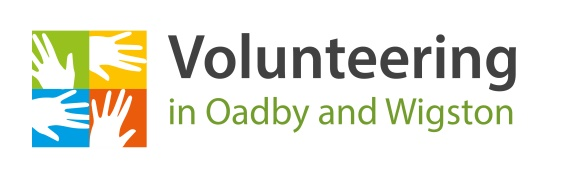 Volunteering
in Oadby and Wigston